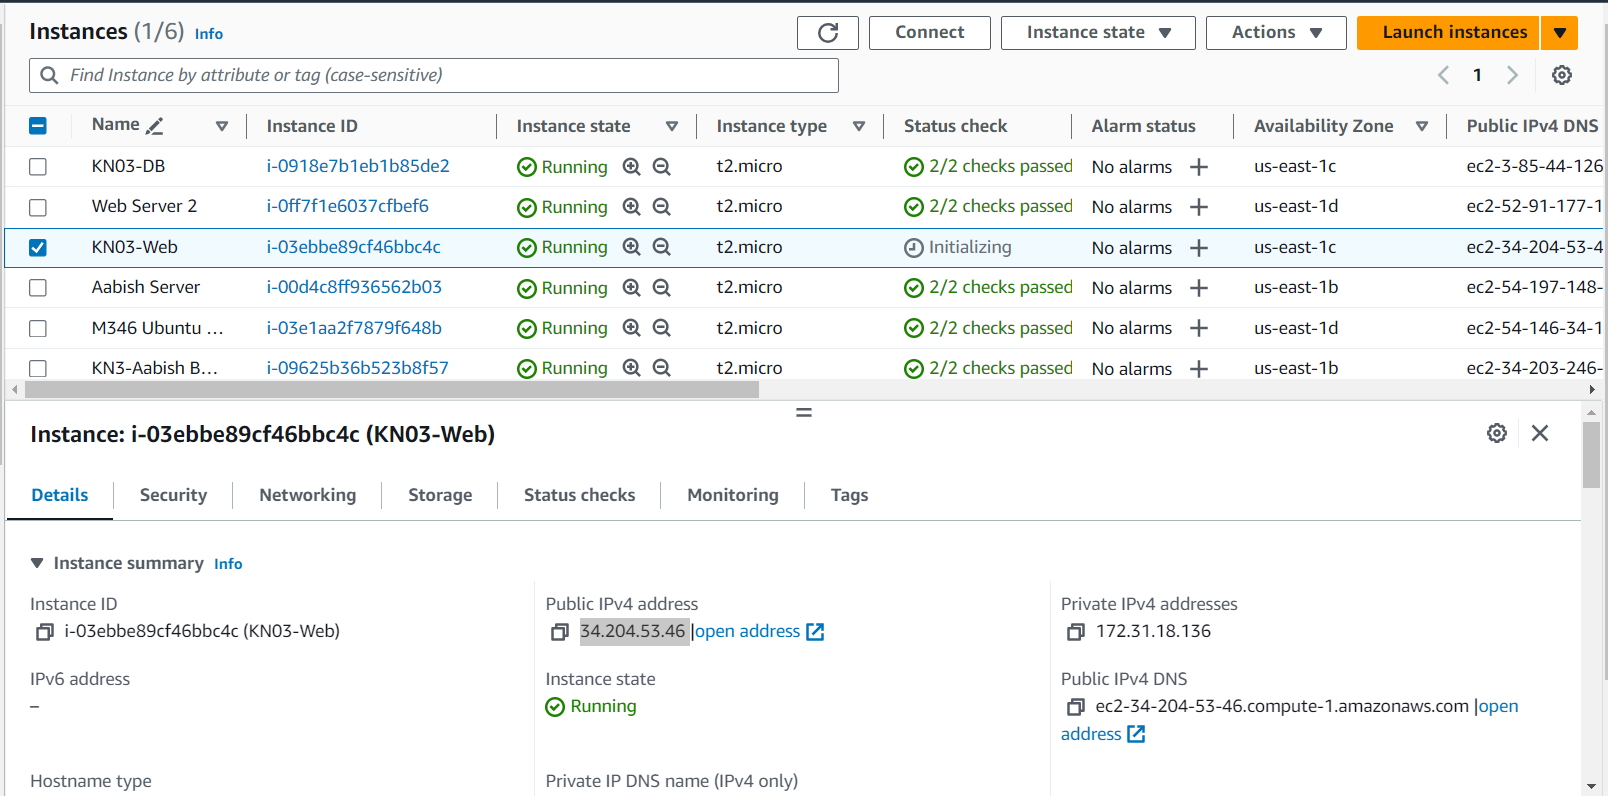 Instances (1/6) Info
Connect
Instance state
Actions
Launch instances
Find Instance by attribute or tag (case-sensitive)
1
Name Instance ID Instance state Instance type Status check Alarm status Availability Zone Public IPv4 DNS
KN03-DB i-0918e7b1eb1b85de2 Running t2.micro 2/2 checks passed No alarms us-east-1c ec2-3-85-44-126
Web Server 2 i-0ff7f1e6037cfbef6 Running t2.micro 2/2 checks passed No alarms us-east-1d ec2-52-91-177-1
KN03-Web i-03ebbe89cf46bbc4c Running t2.micro Initializing No alarms us-east-1c ec2-34-204-53-4
Aabish Server i-00d4c8ff936562b03 Running t2.micro 2/2 checks passed No alarms us-east-1b ec2-54-197-148-
M346 Ubuntu ... i-03e1aa2f7879f648b Running t2.micro 2/2 checks passed No alarms us-east-1d ec2-54-146-34-1
KN3-Aabish B... i-09625b36b523b8f57 Running t2.micro 2/2 checks passed No alarms us-east-1b ec2-34-203-246-
Instance: i-03ebbe89cf46bbc4c (KN03-Web)
Details Security Networking Storage Status checks Monitoring Tags
Instance summary Info
Instance ID
i-03ebbe89cf46bbc4c (KN03-Web)
Public IPv4 address
34.204.53.46 |open address
Private IPv4 addresses
172.31.18.136
IPv6 address
–
Instance state
Running
Public IPv4 DNS
ec2-34-204-53-46.compute-1.amazonaws.com |open
address
Hostname type
Private IP DNS name (IPv4 only)